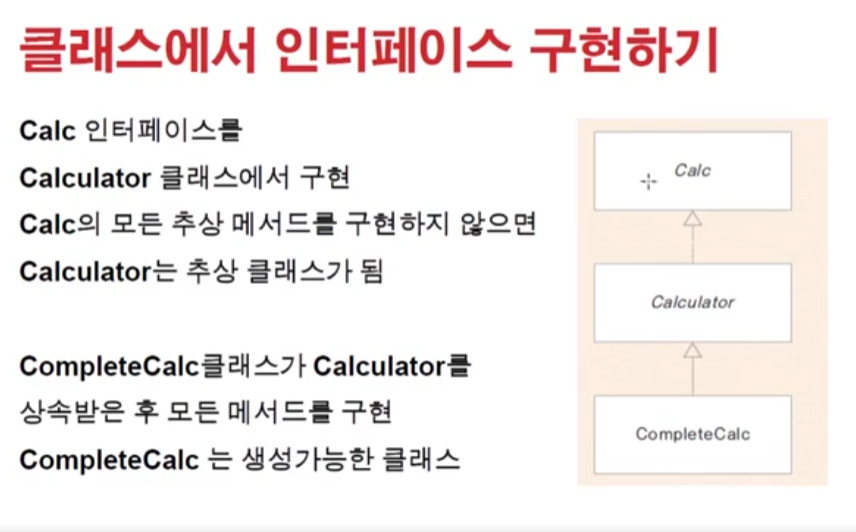 클래스에서 인터페이스 구현하기
Calc 인터페이스를
Calculator 클래스에서 구현
Calc의 모든 추상 메서드를 구현하지 않으면
Calculator는 추상 클래스가 됨
CompleteCalc클래스가 Calculator를
상속받은 후 모든 메서드를 구현
CompleteCalc 는 생성가능한 클래스
Calc
Calculator
CompleteCalc